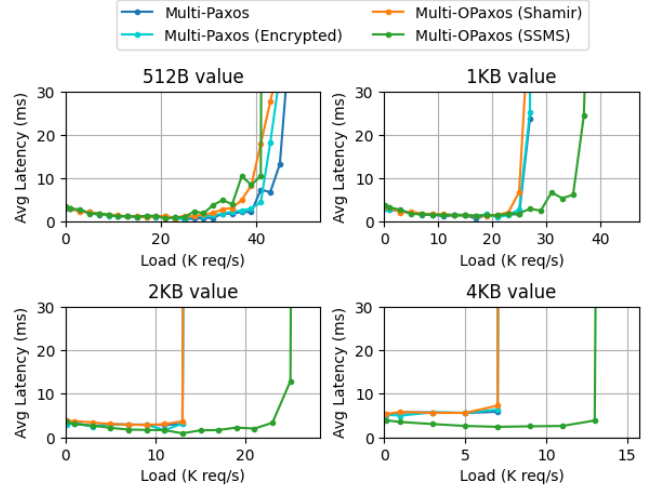 Multi-Paxos
Multi-OPaxos (Shamir)
Multi-Paxos (Encrypted)
Multi-OPaxos (SSMS)
512B value
1KB value
Avg Latency (ms)
30
20
10
0
0
20
40
Load (K req/s)
Avg Latency (ms)
30
20
10
0
0
10
20
30
40
Load (K req/s)
2KB value
4KB value
Avg Latency (ms)
30
20
10
0
0
10
20
Load (K req/s)
Avg Latency (ms)
30
20
10
0
0
5
10
15
Load (K req/s)